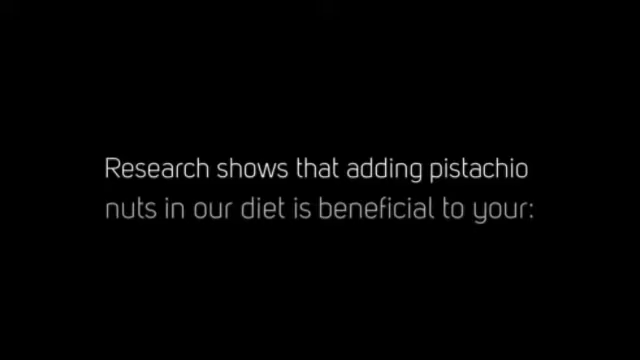 Research shows that adding pistachio
nuts in our diet is beneficial to your: